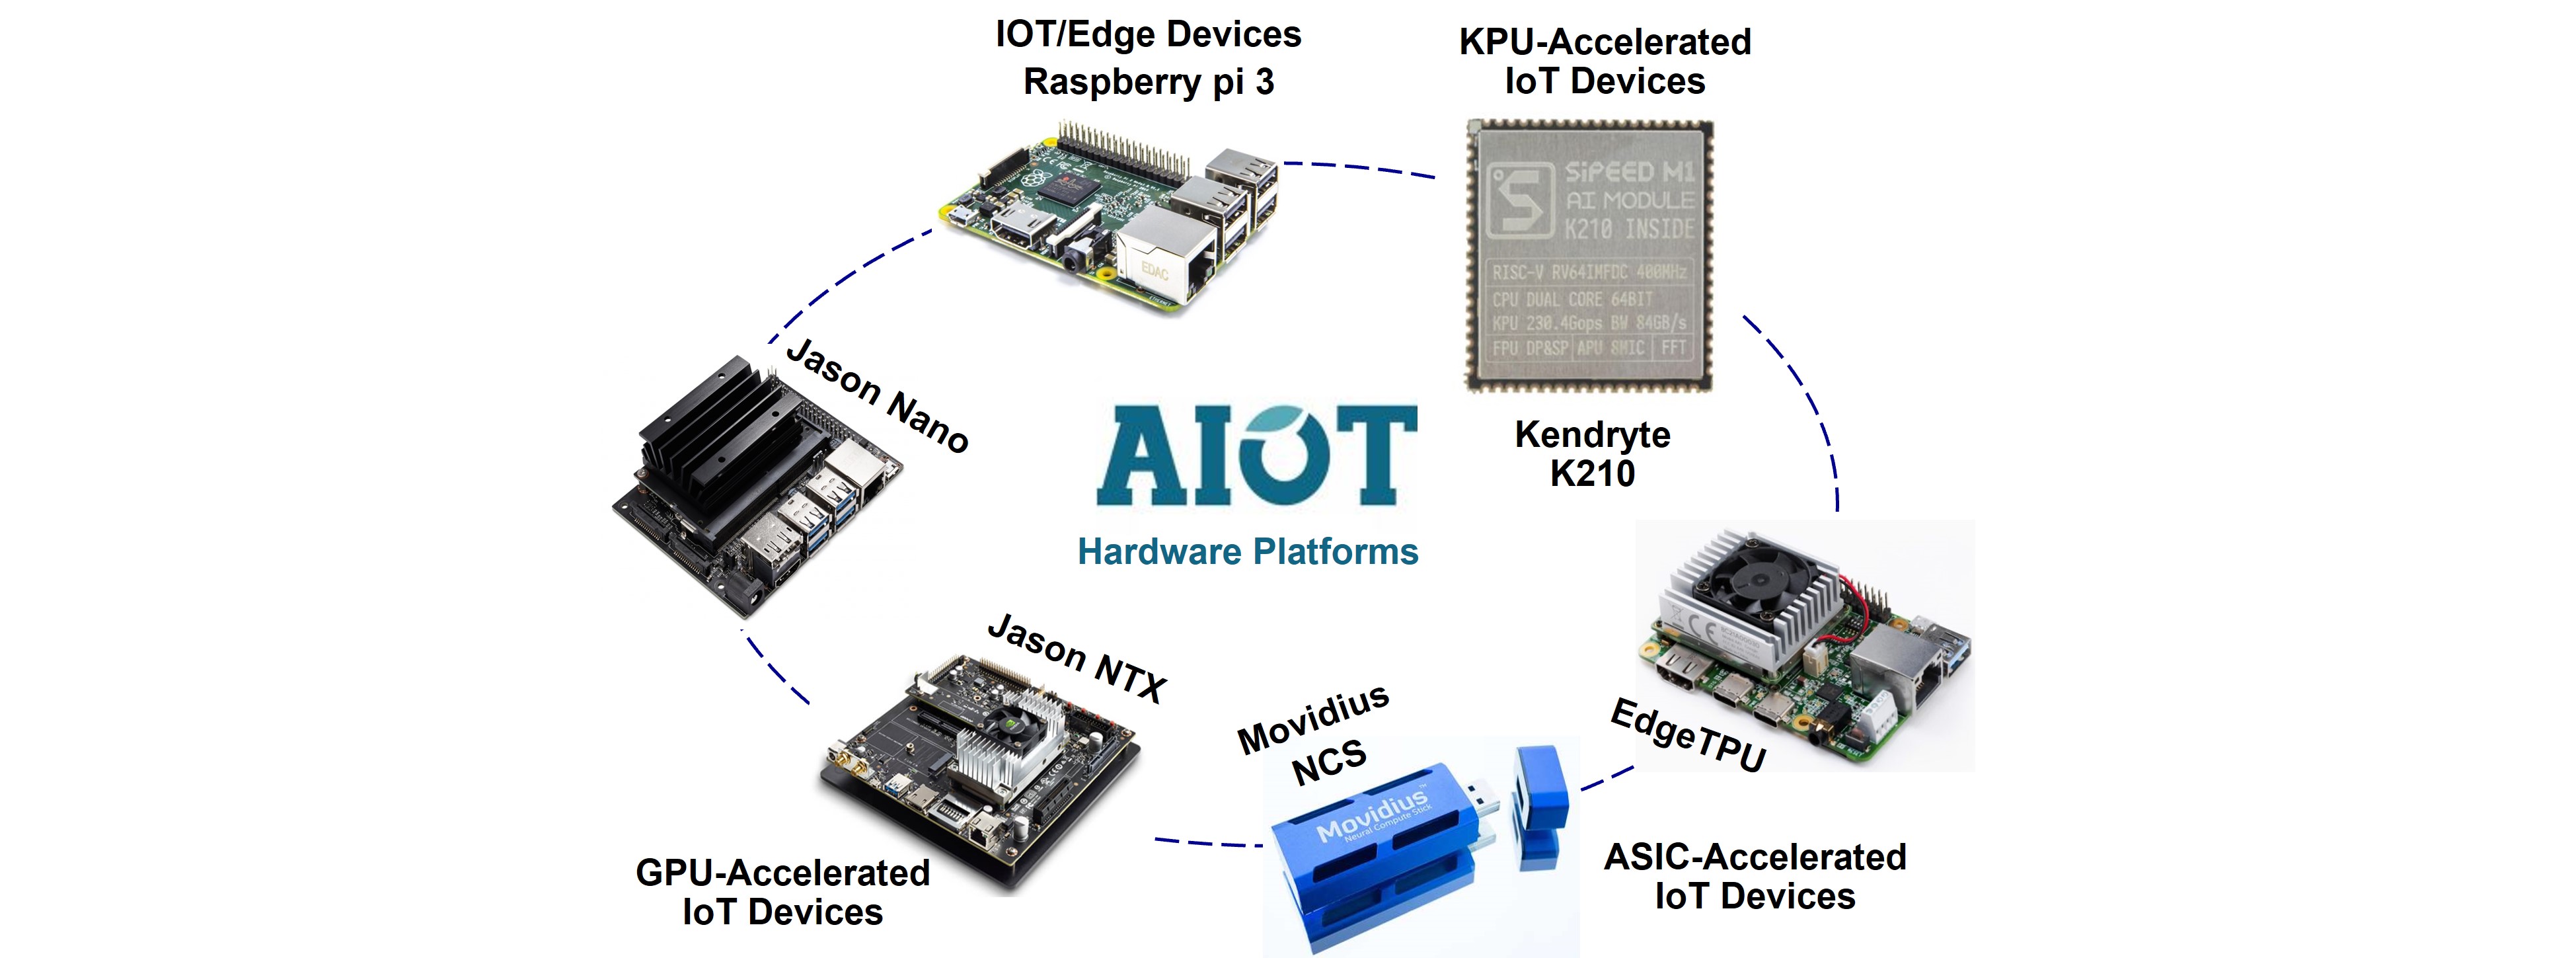 IOT/Edge Devices
Raspberry pi 3
KPU-Accelerated
IoT Devices
EDAC
SiPEED M1
AI MODULE
K210 INSIDE
RISC-V RV64IMFDC 400MHz
CPU DUAL CORE 64BIT
KPU 230.4Gops BW 84GB/s
FPU DP&SP APU 8MIC FFT
Kendryte
K210
Jason Nano
AIOT
Hardware Platforms
Jason NTX
Movidius
NCS
EdgeTPU
Movidius™
Neural Compute Stick
GPU-Accelerated
IoT Devices
ASIC-Accelerated
IoT Devices